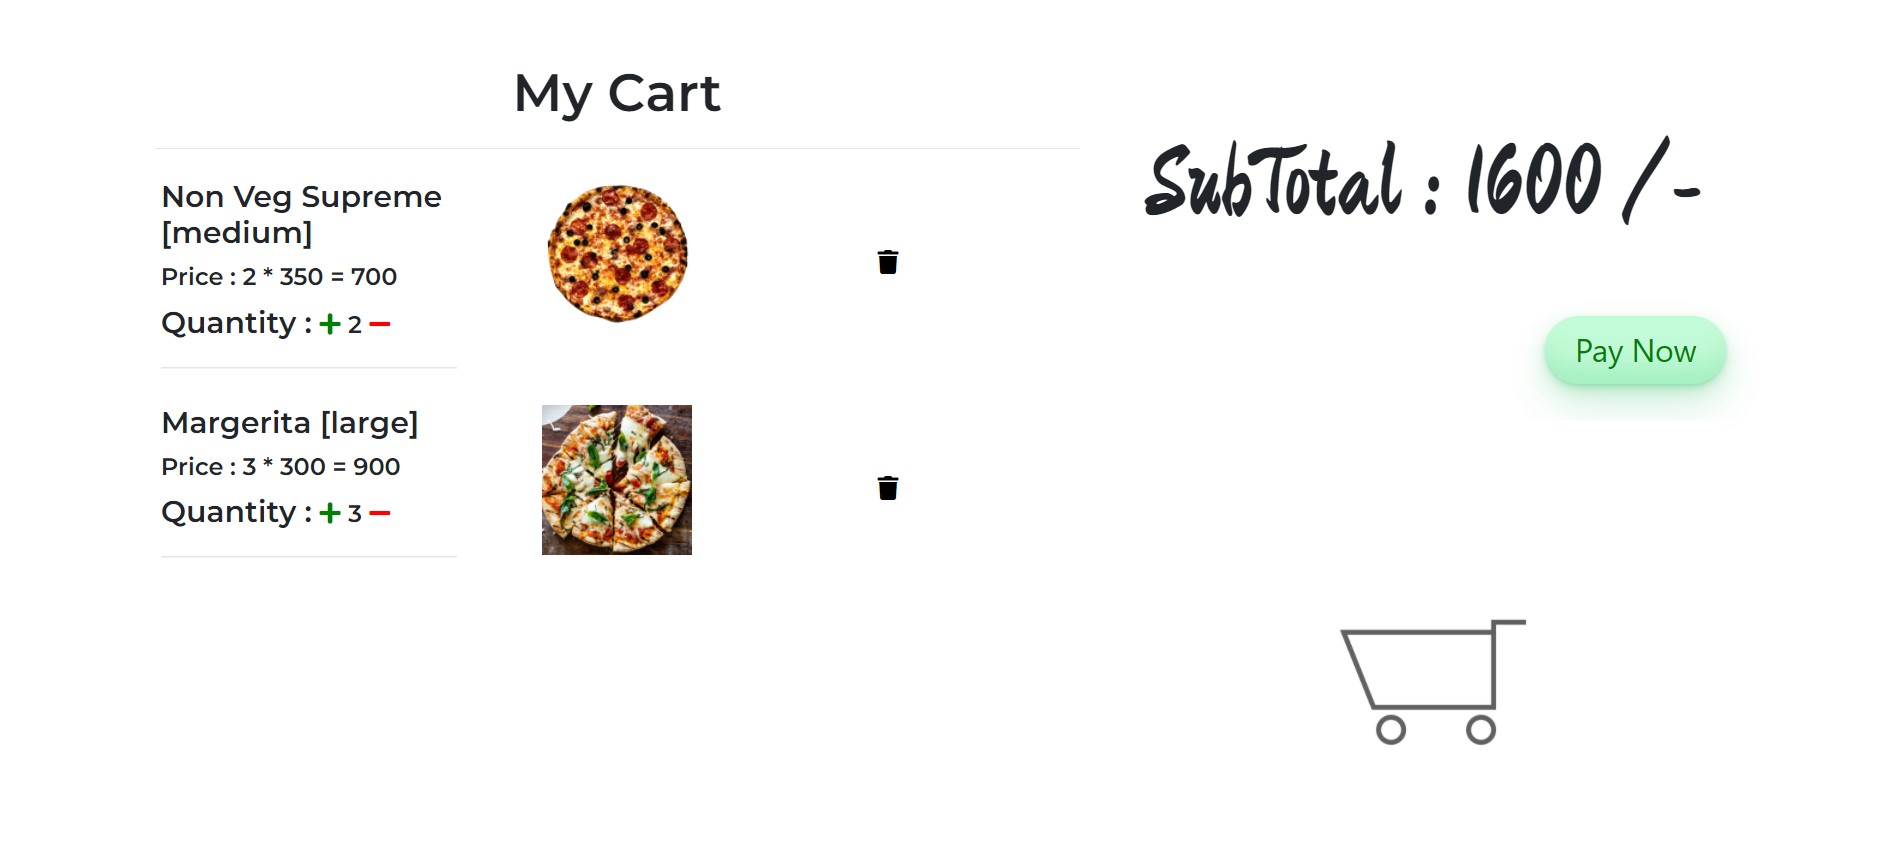 My Cart
Non Veg Supreme
[medium]
Price : 2 * 350 = 700
Quantity : + 2 −
Margerita [large]
Price : 3 * 300 = 900
Quantity : + 3 −
SubTotal : 1600 /-
Pay Now